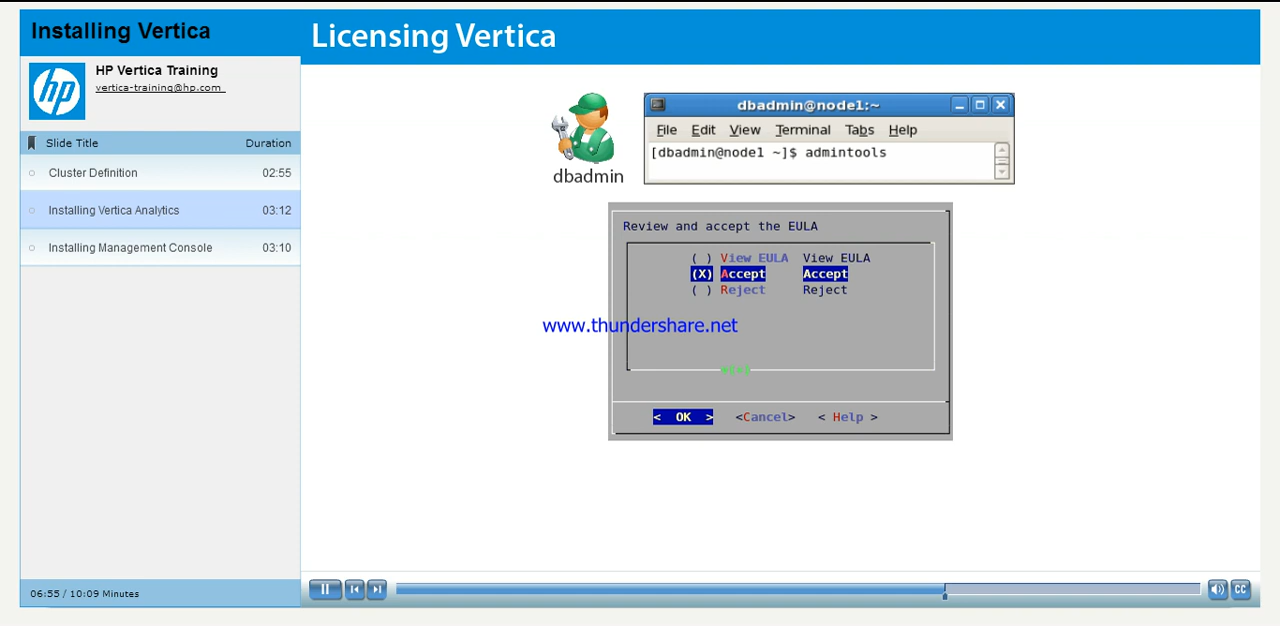 Installing Vertica
Licensing Vertica
hp
HP Vertica Training
vertica-training@hp.com
Slide Title Duration
Cluster Definition 02:55
Installing Vertica Analytics 03:12
Installing Management Console 03:10
dbadmin
dbadmin@node1:~
File Edit View Terminal Tabs Help
[dbadmin@node1 ~]$ admintools
Review and accept the EULA
( ) View EULA View EULA
(X) Accept Accept
( ) Reject Reject
www.thundershare.net
< OK > <Cancel> < Help >
06:55 / 10:09 Minutes
CC